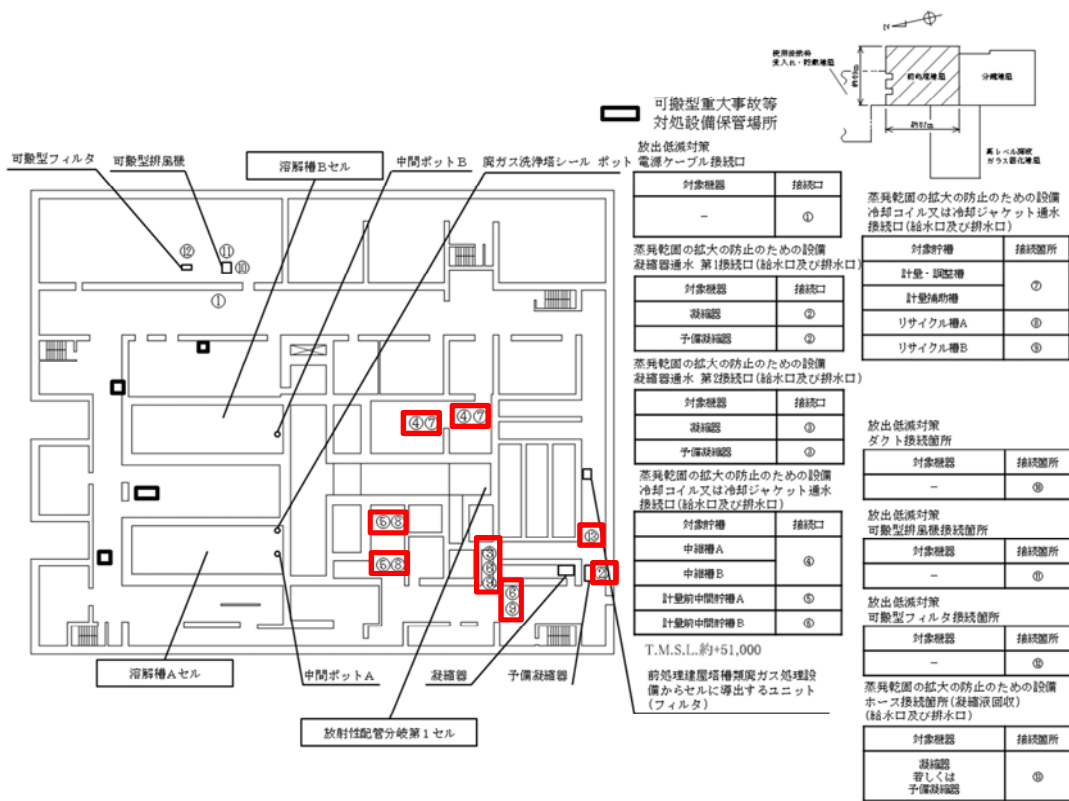 可搬型重大事故等
対処設備保管場所
分離建屋
約67m
高レベル廃液
ガラス固化建屋
可搬型フィルタ
可搬型排風機
溶解槽Bセル
中間ポットB
廃ガス洗浄塔シール ポット
⑫
⑪
⑩
①
④⑦
④⑦
⑤⑧
⑤⑧
③
⑥
⑨
⑬
②
溶解槽Aセル
中間ポットA
凝縮器
予備凝縮器
放射性配管分岐第1セル
放出低減対策
電源ケーブル接続口
対象機器 接続口
－ ①
蒸発乾固の拡大の防止のための設備
凝縮器通水 第1接続口(給水口及び排水口)
対象機器 接続口
凝縮器 ②
予備凝縮器 ②
蒸発乾固の拡大の防止のための設備
凝縮器通水 第2接続口(給水口及び排水口)
対象機器 接続口
凝縮器 ③
予備凝縮器 ③
蒸発乾固の拡大の防止のための設備
冷却コイル又は冷却ジャケット通水
接続口(給水口及び排水口)
対象貯槽 接続口
中継槽A ④
中継槽B
計量前中間貯槽A ⑤
計量前中間貯槽B ⑥
T.M.S.L.約+51,000
前処理建屋塔槽類廃ガス処理設
備からセルに導出するユニット
(フィルタ)
蒸発乾固の拡大の防止のための設備
冷却コイル又は冷却ジャケット通水
接続口(給水口及び排水口)
対象貯槽 接続箇所
計量・調整槽 ⑦
計量補助槽
リサイクル槽A ⑧
リサイクル槽B ⑨
放出低減対策
ダクト接続箇所
対象機器 接続箇所
－ ⑩
放出低減対策
可搬型排風機接続箇所
対象機器 接続箇所
－ ⑪
放出低減対策
可搬型フィルタ接続箇所
対象機器 接続箇所
－ ⑫
蒸発乾固の拡大の防止のための設備
ホース接続箇所(凝縮液回収)
(給水口及び排水口)
対象機器 接続箇所
凝縮器
若しくは ⑬
予備凝縮器